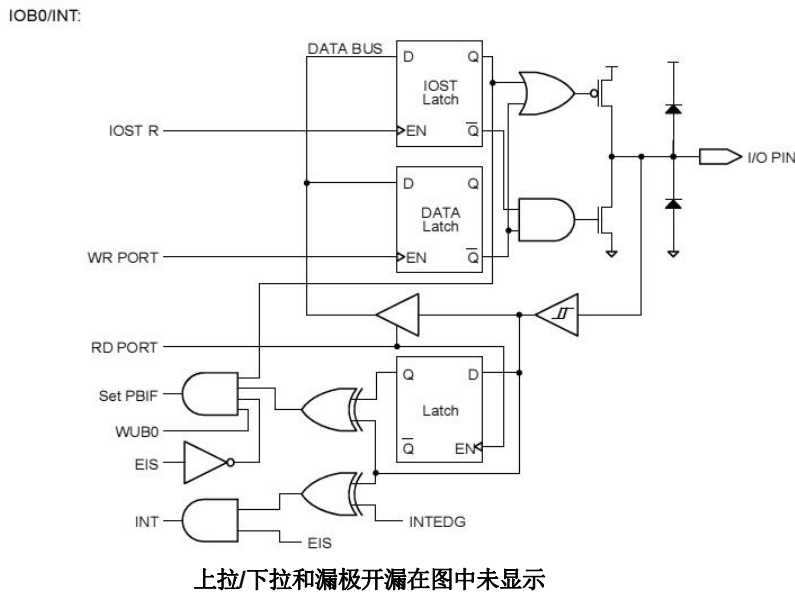 IOB0/INT:
DATA BUS
D Q
IOST
Latch
IOST R
EN Q
I/O PIN
D Q
DATA
Latch
WR PORT
EN Q
RD PORT
Q D
Set PBIF
Latch
WUB0
Q EN
EIS
INT
INTEDG
EIS
上拉/下拉和漏极开漏在图中未显示